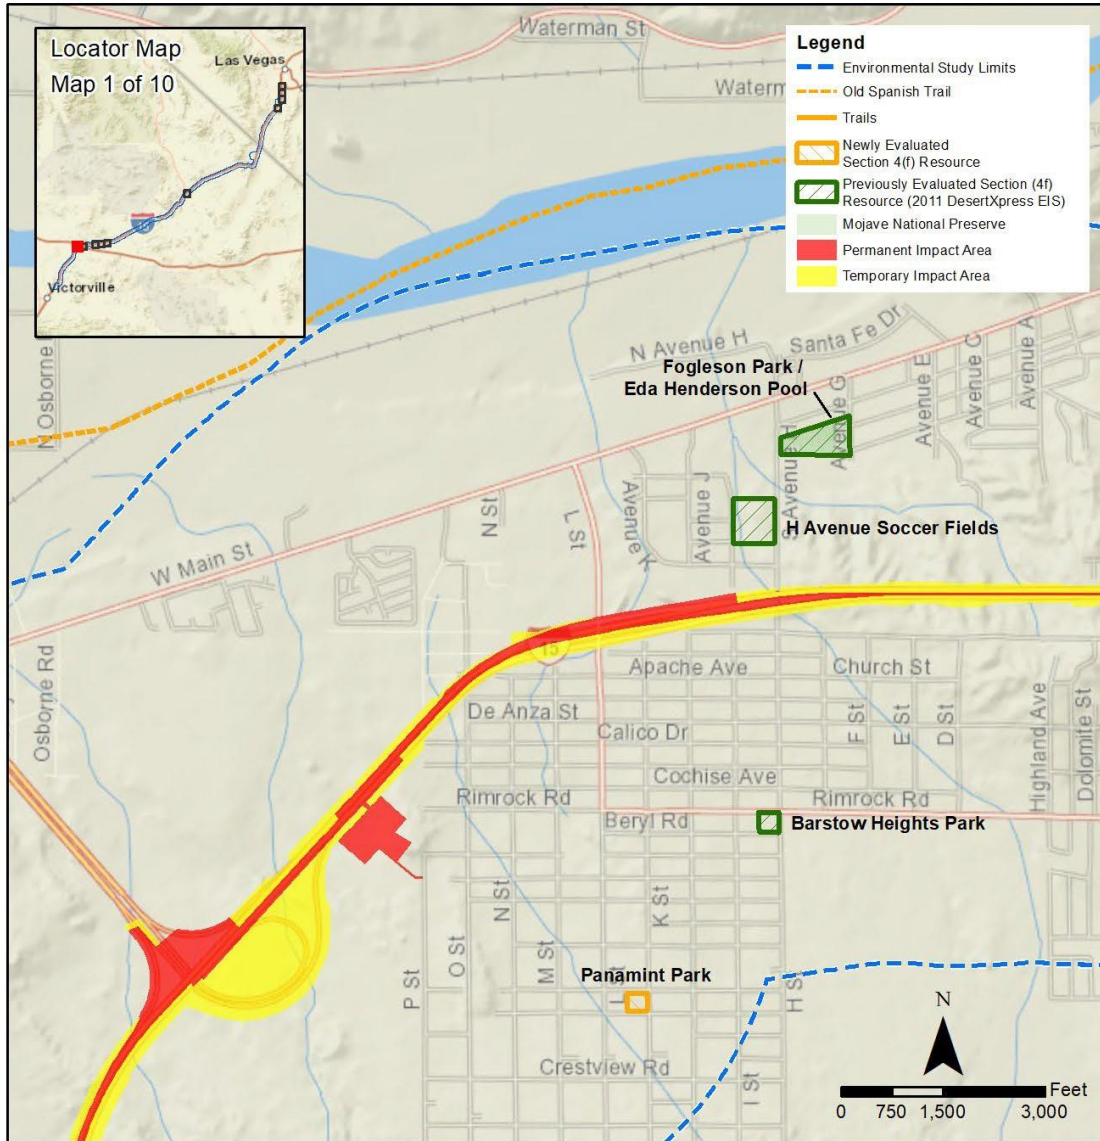 Locator Map
Map 1 of 10
Las Vegas
15
Victorville
Legend
Environmental Study Limits
Old Spanish Trail
Trails
Newly Evaluated
Section 4(f) Resource
Previously Evaluated Section (4f)
Resource (2011 DesertXpress EIS)
Mojave National Preserve
Permanent Impact Area
Temporary Impact Area
Waterman St
Waterm
N Osborne
N Avenue H
Santa Fe Dr
Fogleson Park /
Eda Henderson Pool
Avenue G
Avenue E
Avenue C
Avenue A
S Avenue H
H Avenue Soccer Fields
Avenue J
Avenue K
L St
N St
W Main St
15
Osborne Rd
Apache Ave
Church St
De Anza St
Calico Dr
F St
E St
D St
Highland Ave
Dolomite St
Cochise Ave
Rimrock Rd
Rimrock Rd
Beryl Rd
Barstow Heights Park
N St
K St
O St
M St
P St
Panamint Park
L St
H St
Crestview Rd
I St
N
Feet
0 750 1,500 3,000